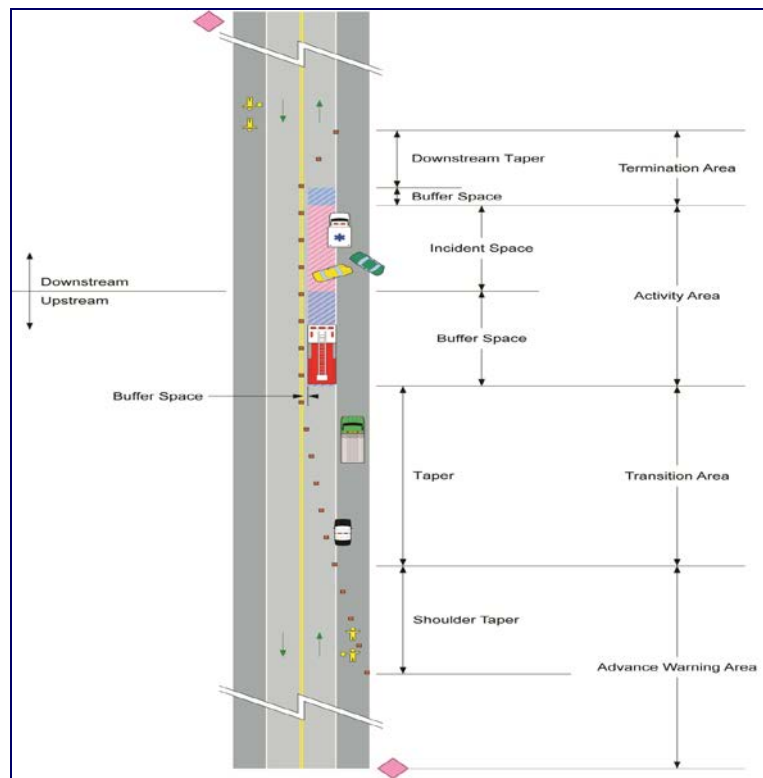 Downstream Taper
Termination Area
Buffer Space
Incident Space
Downstream
Upstream
Activity Area
Buffer Space
Buffer Space
Taper
Transition Area
Shoulder Taper
Advance Warning Area